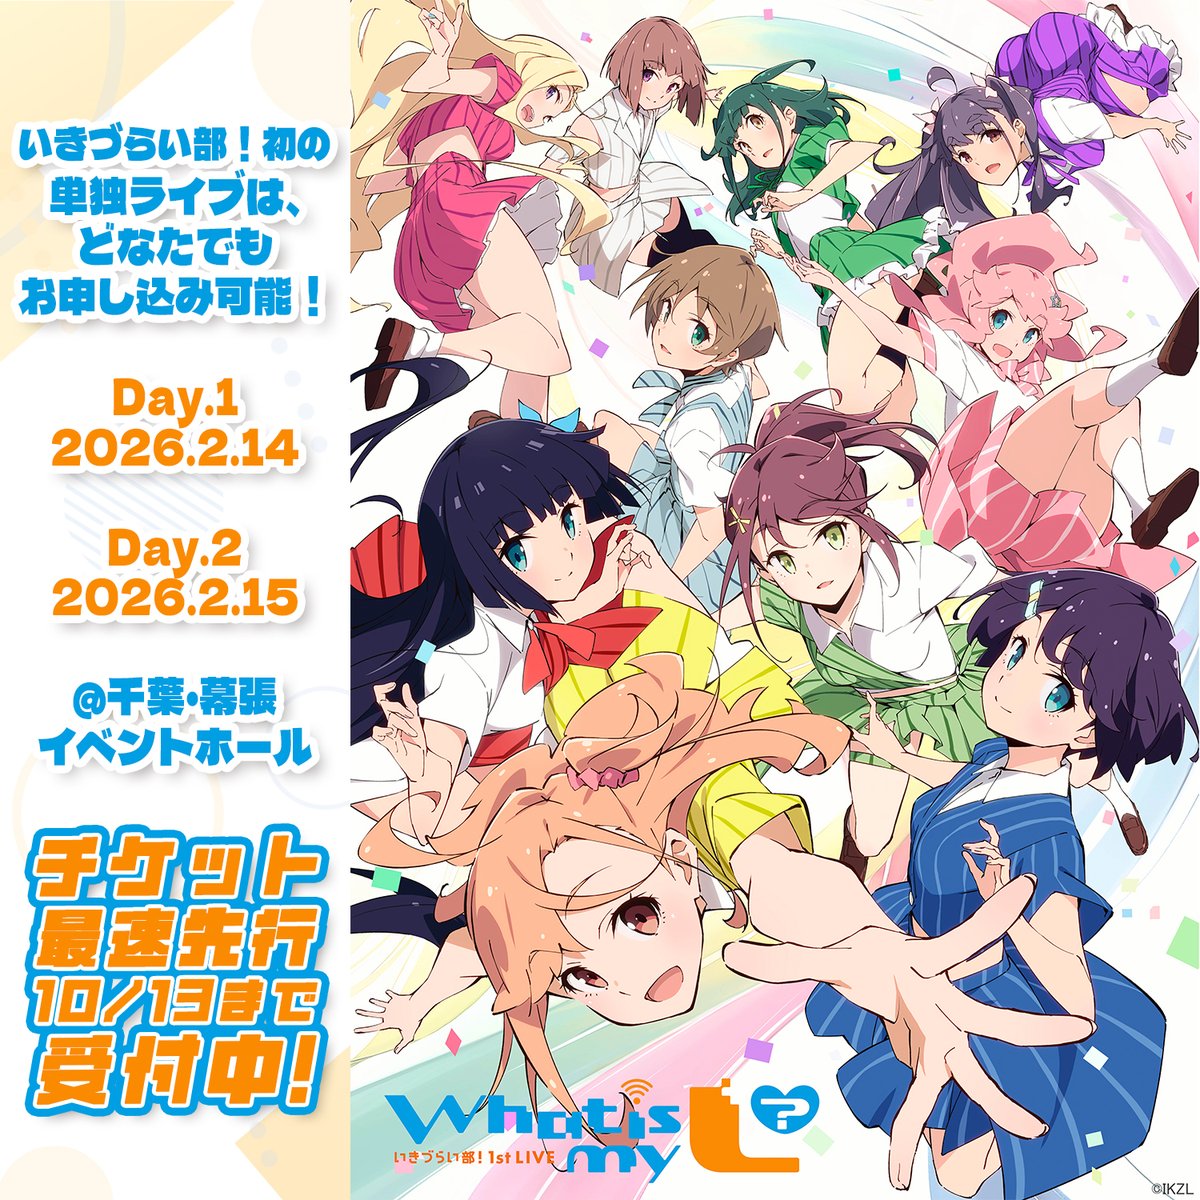 いきづらい部！初の
単独ライブは、
どなたでも
お申し込み可能！
Day.1
2026.2.14
Day.2
2026.2.15
@千葉・幕張
イベントホール
チケット
最速先行
10/13まで
受付中!
What is
my L?
いきづらい部！1st LIVE
©IKZL